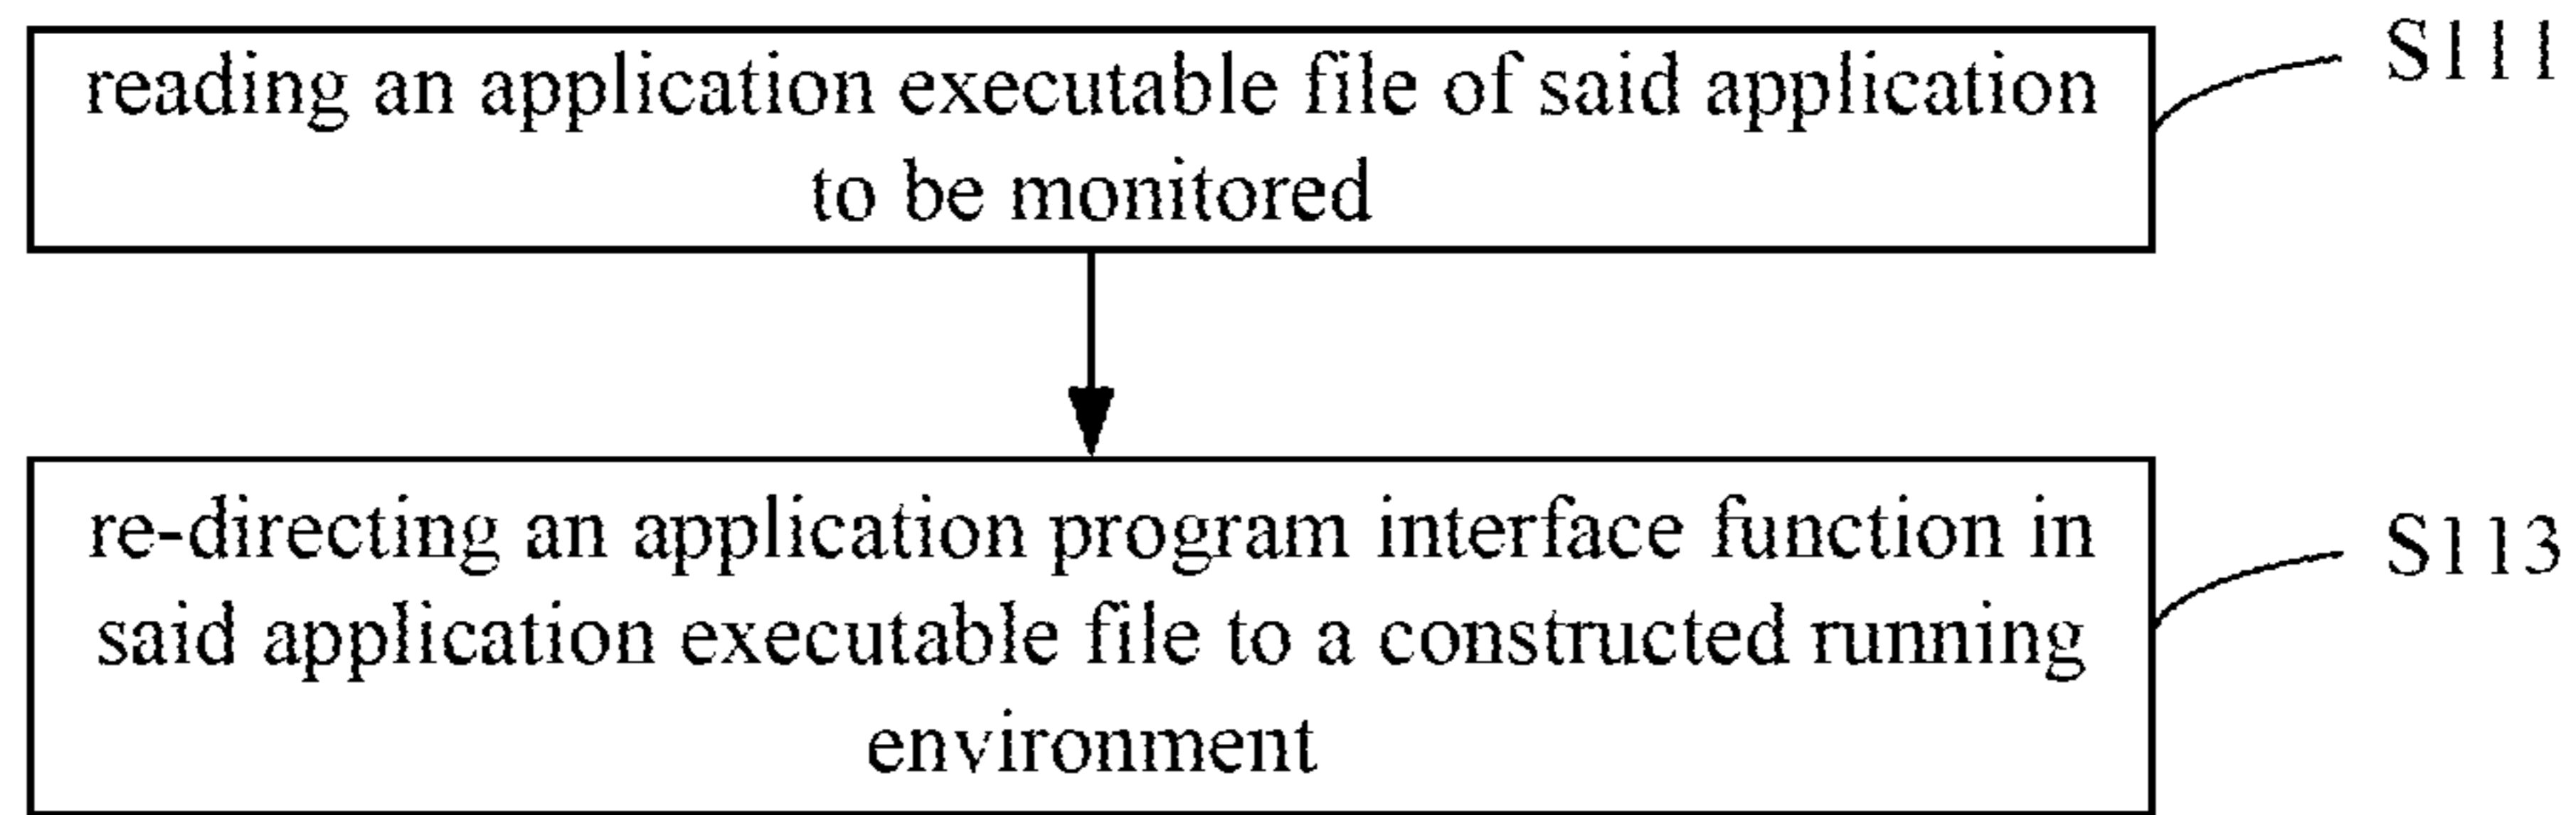 reading an application executable file of said application
to be monitored
S111
re-directing an application program interface function in
said application executable file to a constructed running
environment
S113